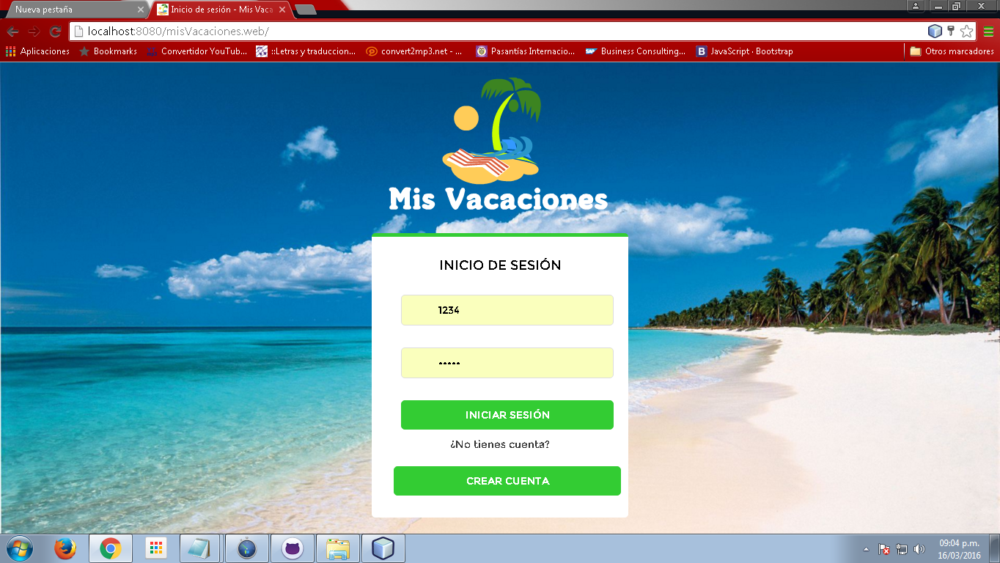 Nueva pestaña
Inicio de sesión - Mis Vaca
localhost:8080/misVacaciones.web/
Aplicaciones
Bookmarks
Convertidor YouTub...
::Letras y traduccion...
convert2mp3.net - ...
Pasantías Internacio...
Business Consulting...
JavaScript · Bootstrap
Otros marcadores
Mis Vacaciones
INICIO DE SESIÓN
1234
•••••
INICIAR SESIÓN
¿No tienes cuenta?
CREAR CUENTA
09:04 p.m.
16/03/2016